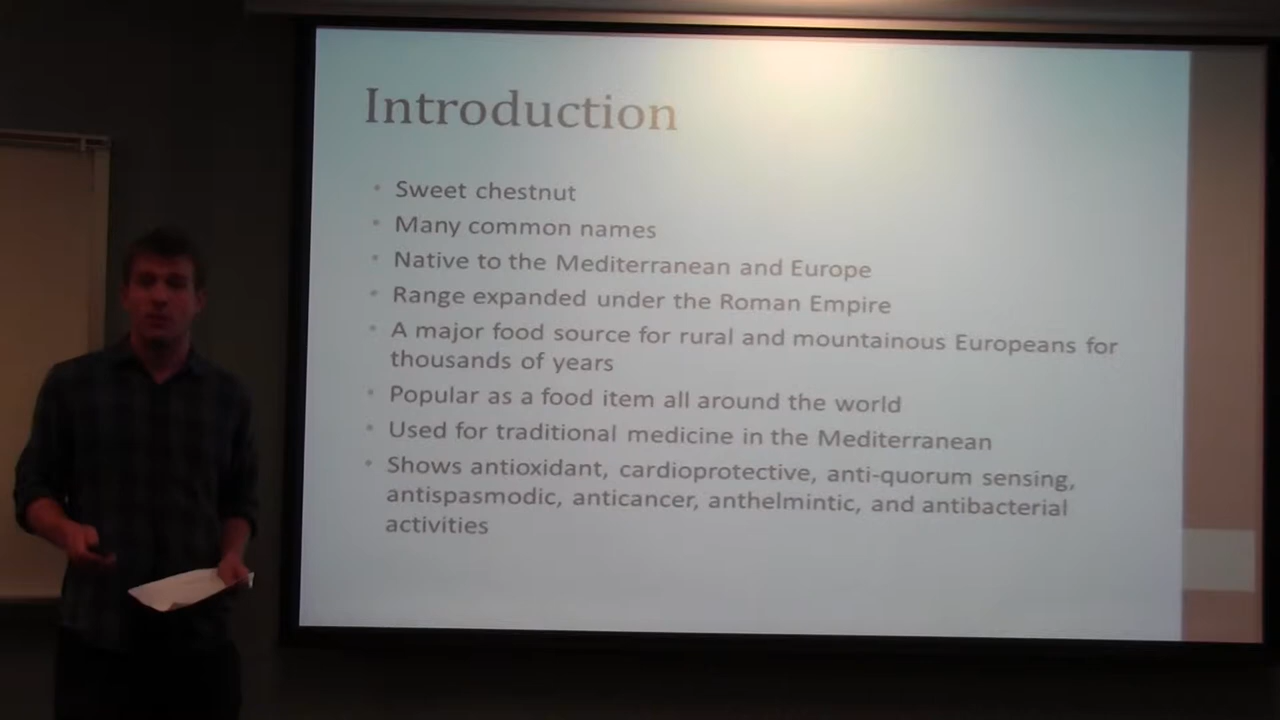 Introduction
• Sweet chestnut
• Many common names
• Native to the Mediterranean and Europe
• Range expanded under the Roman Empire
• A major food source for rural and mountainous Europeans for
thousands of years
• Popular as a food item all around the world
• Used for traditional medicine in the Mediterranean
• Shows antioxidant, cardioprotective, anti-quorum sensing,
antispasmodic, anticancer, anthelmintic, and antibacterial
activities